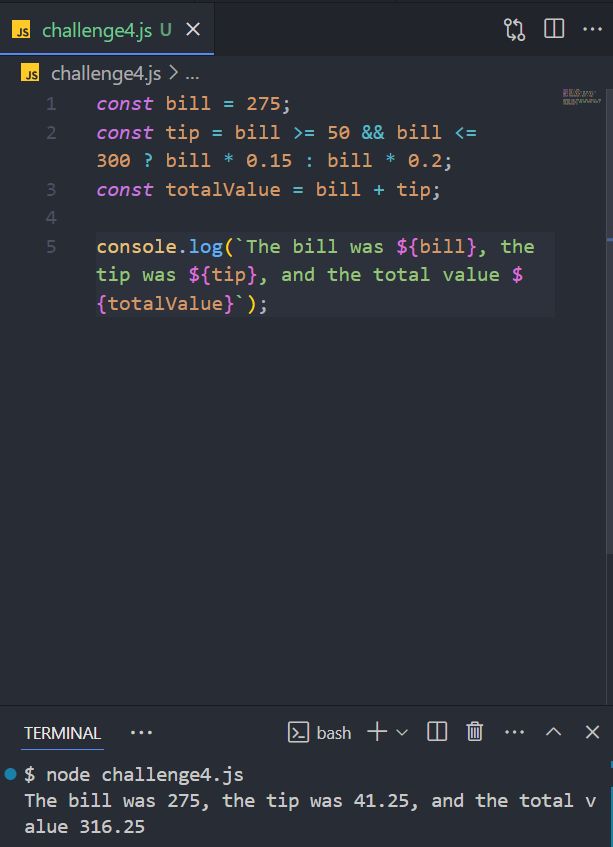 JS challenge4.js U
JS challenge4.js > ...
1 const bill = 275;
2 const tip = bill >= 50 && bill <=
300 ? bill * 0.15 : bill * 0.2;
3 const totalValue = bill + tip;
4
5 console.log(`The bill was ${bill}, the
tip was ${tip}, and the total value $
{totalValue}`);
TERMINAL ... bash
$ node challenge4.js
The bill was 275, the tip was 41.25, and the total v
alue 316.25